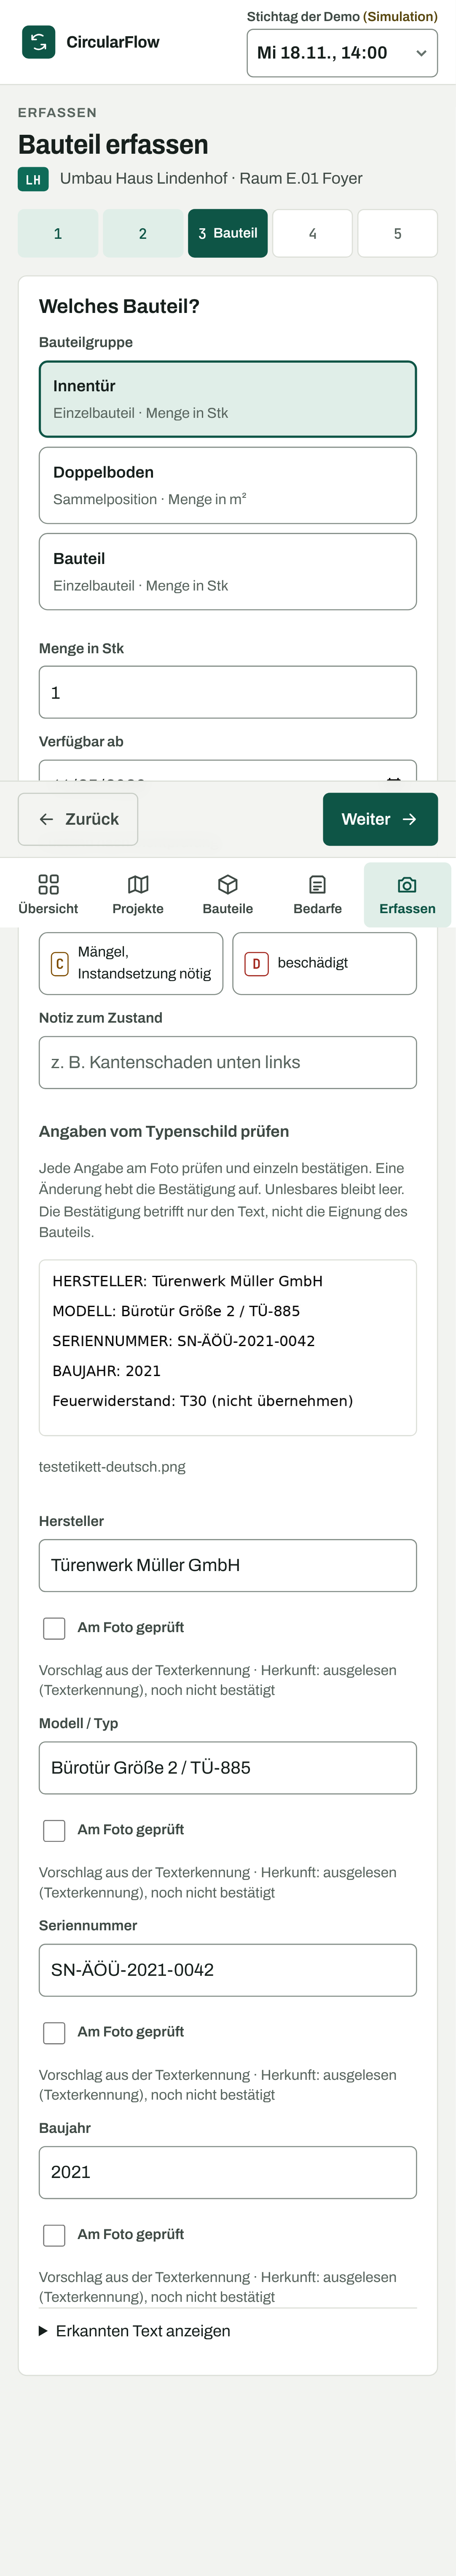 CircularFlow
Stichtag der Demo (Simulation)
Mi 18.11., 14:00
ERFASSEN
Bauteil erfassen
LH Umbau Haus Lindenhof · Raum E.01 Foyer
1 2 3 Bauteil 4 5
Welches Bauteil?
Bauteilgruppe
Innentür
Einzelbauteil · Menge in Stk
Doppelboden
Sammelposition · Menge in m²
Bauteil
Einzelbauteil · Menge in Stk
Menge in Stk
1
Verfügbar ab
← Zurück
Weiter →
Übersicht Projekte Bauteile Bedarfe Erfassen
C Mängel,
Instandsetzung nötig
D beschädigt
Notiz zum Zustand
z. B. Kantenschaden unten links
Angaben vom Typenschild prüfen
Jede Angabe am Foto prüfen und einzeln bestätigen. Eine
Änderung hebt die Bestätigung auf. Unlesbares bleibt leer.
Die Bestätigung betrifft nur den Text, nicht die Eignung des
Bauteils.
HERSTELLER: Türenwerk Müller GmbH
MODELL: Bürotür Größe 2 / TÜ-885
SERIENNUMMER: SN-ÄÖÜ-2021-0042
BAUJAHR: 2021
Feuerwiderstand: T30 (nicht übernehmen)
testetikett-deutsch.png
Hersteller
Türenwerk Müller GmbH
Am Foto geprüft
Vorschlag aus der Texterkennung · Herkunft: ausgelesen
(Texterkennung), noch nicht bestätigt
Modell / Typ
Bürotür Größe 2 / TÜ-885
Am Foto geprüft
Vorschlag aus der Texterkennung · Herkunft: ausgelesen
(Texterkennung), noch nicht bestätigt
Seriennummer
SN-ÄÖÜ-2021-0042
Am Foto geprüft
Vorschlag aus der Texterkennung · Herkunft: ausgelesen
(Texterkennung), noch nicht bestätigt
Baujahr
2021
Am Foto geprüft
Vorschlag aus der Texterkennung · Herkunft: ausgelesen
(Texterkennung), noch nicht bestätigt
Erkannten Text anzeigen